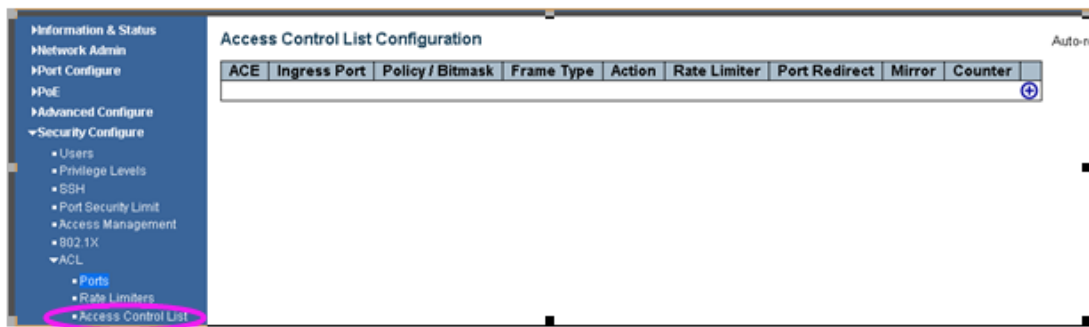 Information & Status
Network Admin
Port Configure
PoE
Advanced Configure
Security Configure
Users
Privilege Levels
SSH
Port Security Limit
Access Management
802.1X
ACL
Ports
Rate Limiters
Access Control List
Access Control List Configuration
Auto-r
ACE Ingress Port Policy / Bitmask Frame Type Action Rate Limiter Port Redirect Mirror Counter